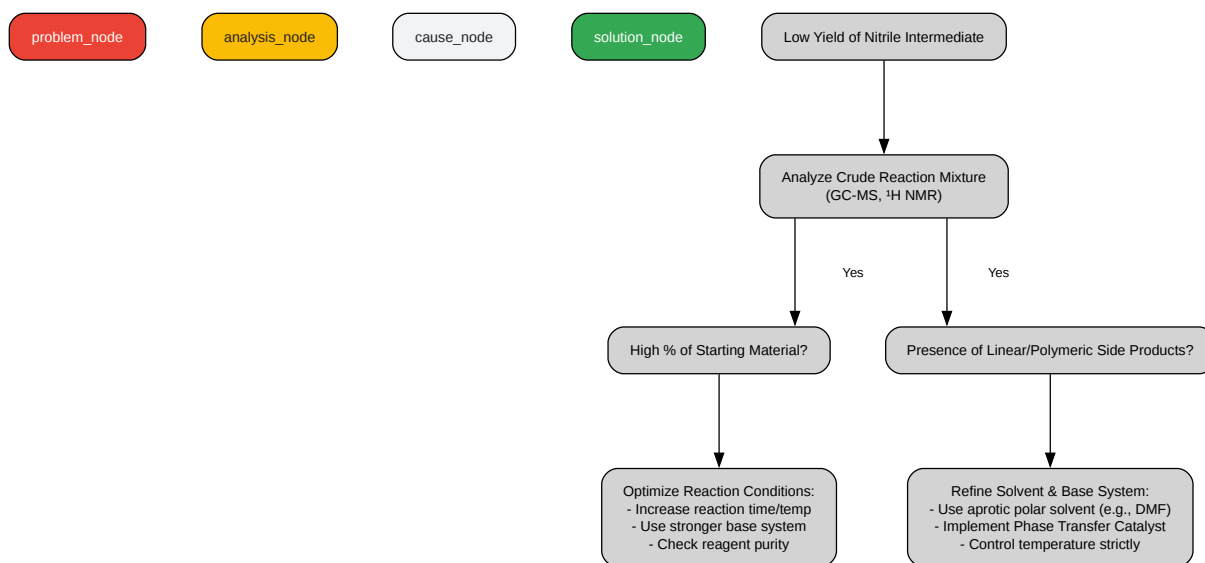 problem_node
analysis_node
cause_node
solution_node
Low Yield of Nitrile Intermediate
Analyze Crude Reaction Mixture
(GC-MS, ¹H NMR)
Yes
Yes
High % of Starting Material?
Presence of Linear/Polymeric Side Products?
Optimize Reaction Conditions:
- Increase reaction time/temp
- Use stronger base system
- Check reagent purity
Refine Solvent & Base System:
- Use aprotic polar solvent (e.g., DMF)
- Implement Phase Transfer Catalyst
- Control temperature strictly